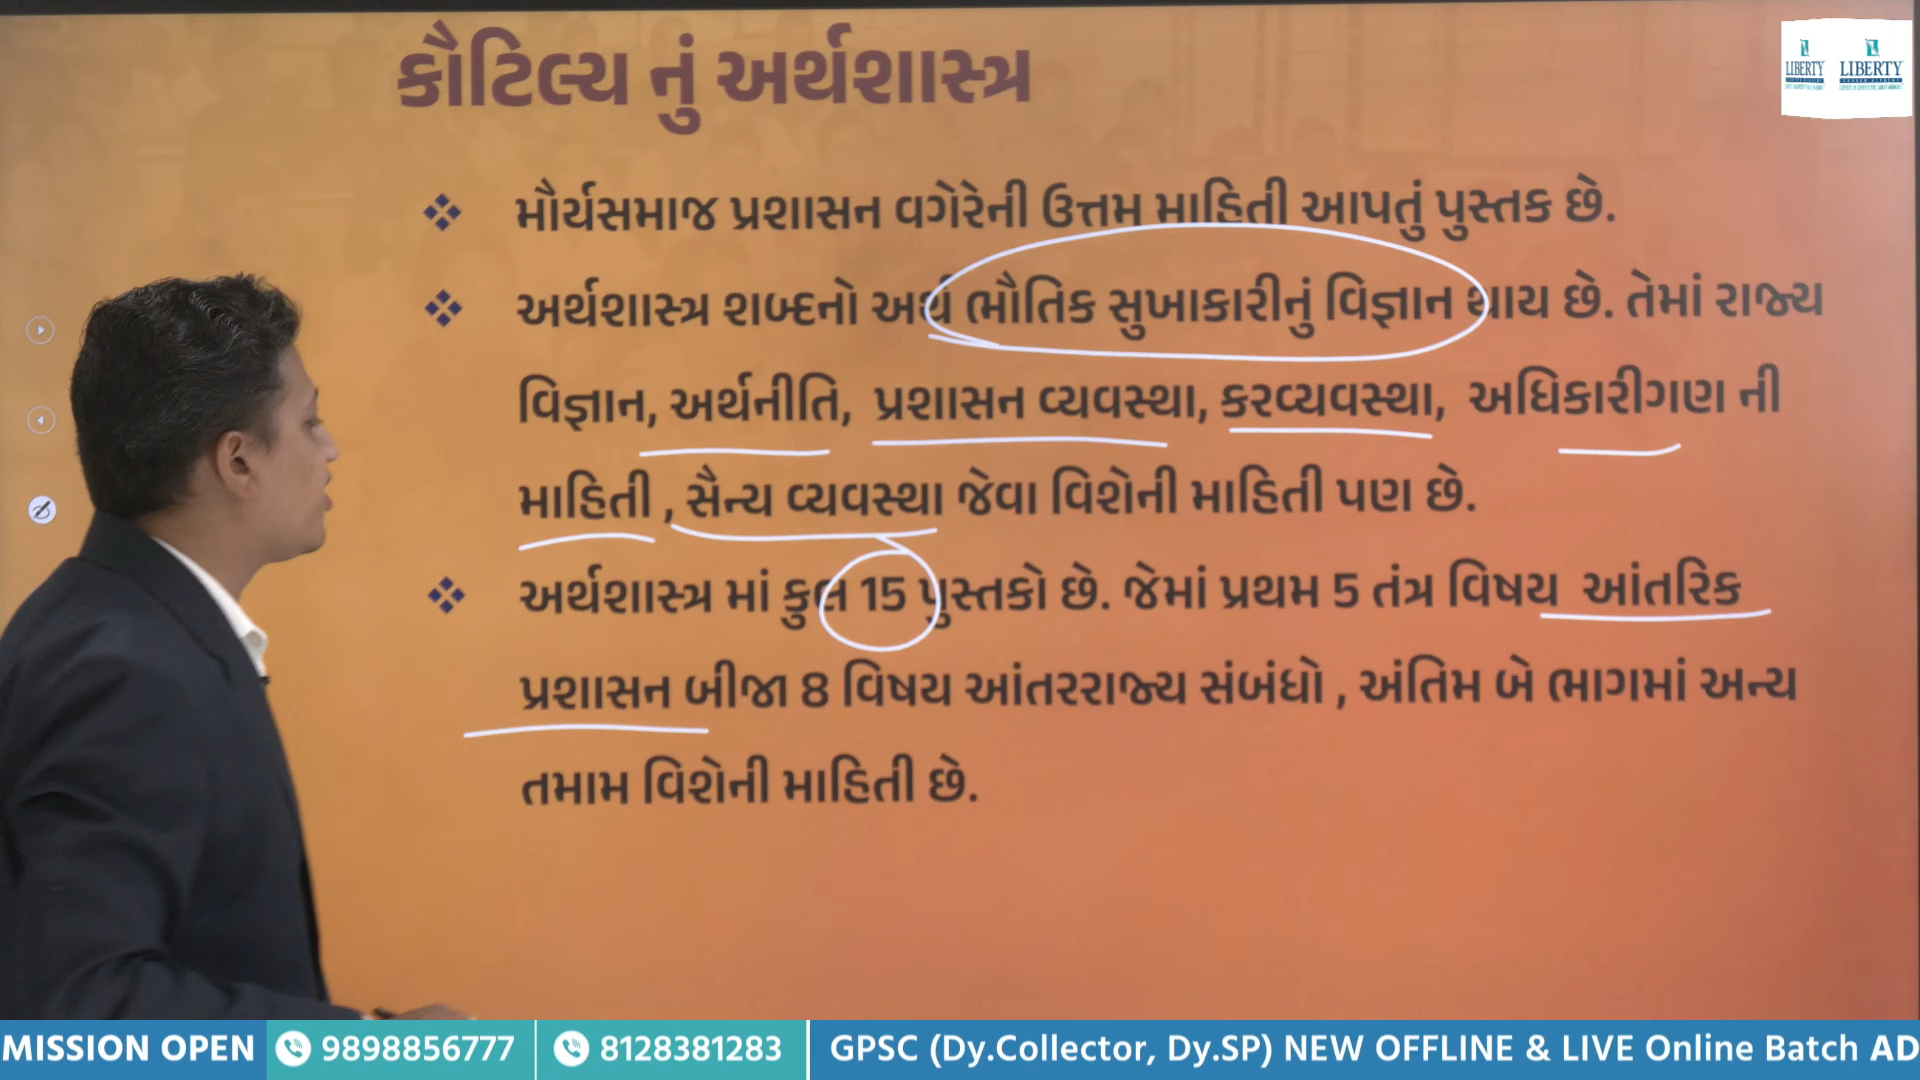 કૌટિલ્ય નું અર્થશાસ્ત્ર
LIBERTY LIBERTY
મૌર્યસમાજ પ્રશાસન વગેરેની ઉત્તમ માહિતી આપતું પુસ્તક છે.
અર્થશાસ્ત્ર શબ્દનો અર્થ ભૌતિક સુખાકારીનું વિજ્ઞાન થાય છે. તેમાં રાજ્ય
વિજ્ઞાન, અર્થનીતિ, પ્રશાસન વ્યવસ્થા, કરવ્યવસ્થા, અધિકારીગણ ની
માહિતી , સૈન્ય વ્યવસ્થા જેવા વિશેની માહિતી પણ છે.
અર્થશાસ્ત્ર માં કુલ 15 પુસ્તકો છે. જેમાં પ્રથમ 5 તંત્ર વિષય આંતરિક
પ્રશાસન બીજા 8 વિષય આંતરરાજ્ય સંબંધો , અંતિમ બે ભાગમાં અન્ય
તમામ વિશેની માહિતી છે.
MISSION OPEN 9898856777 8128381283 GPSC (Dy.Collector, Dy.SP) NEW OFFLINE & LIVE Online Batch AD